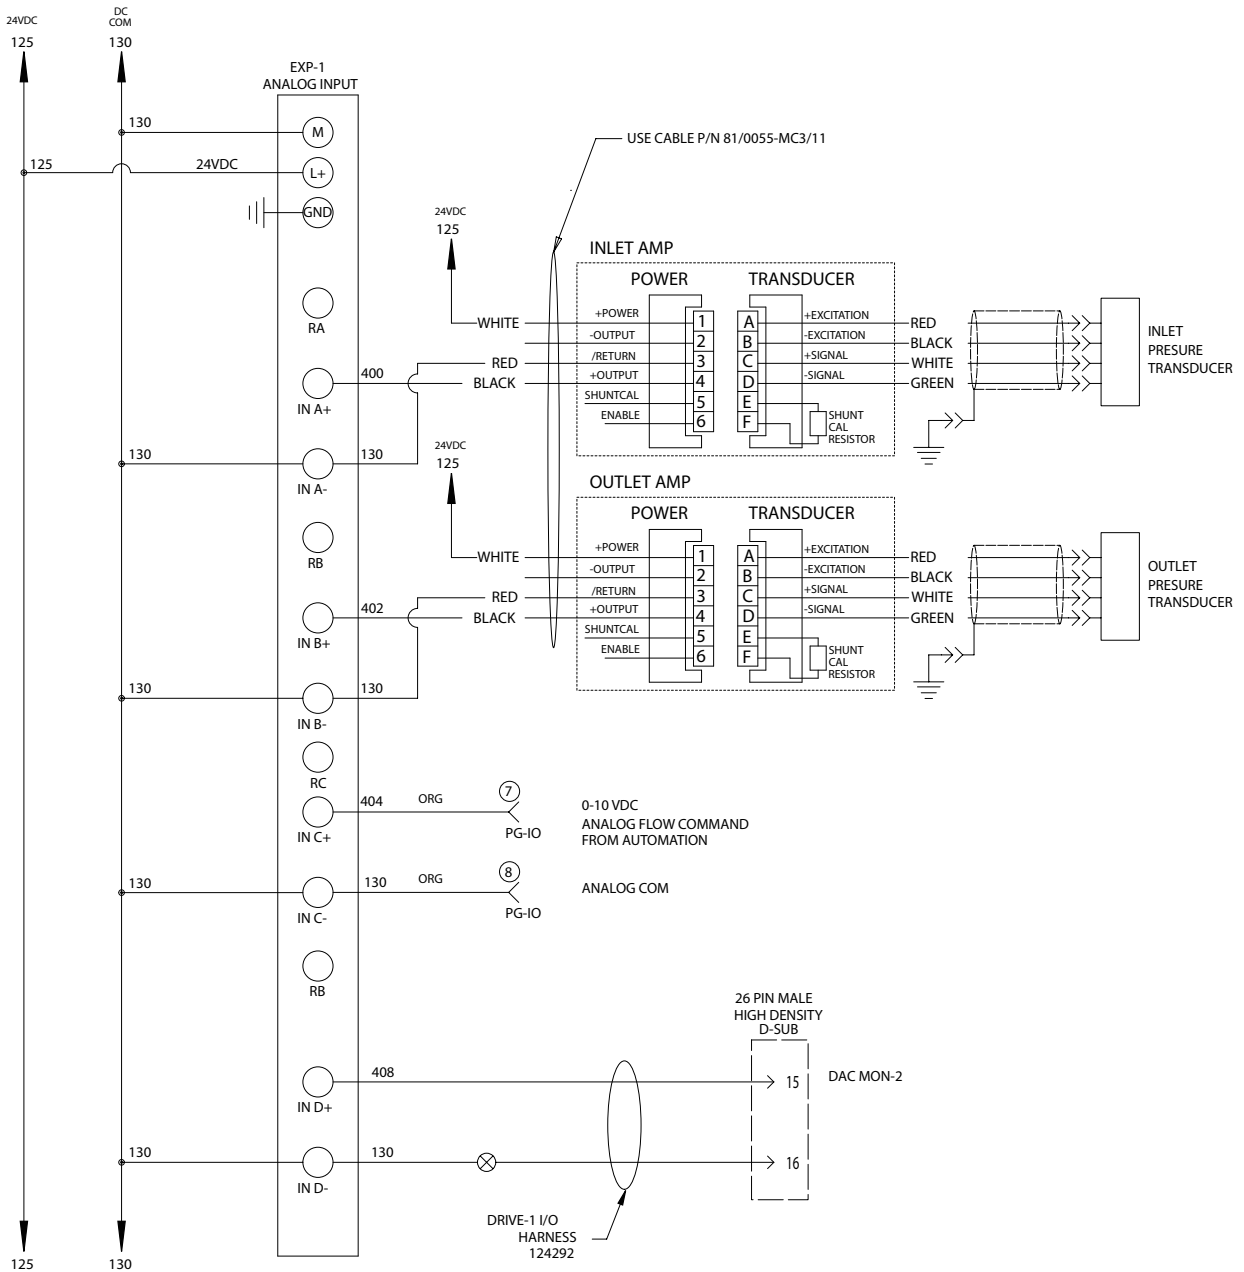 24VDC
125
DC
COM
130
EXP-1
ANALOG INPUT
130
M
125
24VDC
L+
GND
RA
400
IN A+
130
130
IN A-
RB
402
IN B+
130
130
IN B-
RC
404
ORG
7
IN C+
PG-IO
0-10 VDC
ANALOG FLOW COMMAND
FROM AUTOMATION
130
130
ORG
8
IN C-
PG-IO
ANALOG COM
RB
408
IN D+
130
130
IN D-
26 PIN MALE
HIGH DENSITY
D-SUB
15
DAC MON-2
16
DRIVE-1 I/O
HARNESS
124292
125
130
USE CABLE P/N 81/0055-MC3/11
24VDC
125
INLET AMP
POWER
TRANSDUCER
WHITE
+POWER
1
A
+EXCITATION
RED
-OUTPUT
2
B
-EXCITATION
BLACK
RED
/RETURN
3
C
+SIGNAL
WHITE
BLACK
+OUTPUT
4
D
-SIGNAL
GREEN
SHUNTCAL
5
E
ENABLE
6
F
SHUNT
CAL
RESISTOR
INLET
PRESURE
TRANSDUCER
24VDC
125
OUTLET AMP
POWER
TRANSDUCER
WHITE
+POWER
1
A
+EXCITATION
RED
-OUTPUT
2
B
-EXCITATION
BLACK
RED
/RETURN
3
C
+SIGNAL
WHITE
BLACK
+OUTPUT
4
D
-SIGNAL
GREEN
SHUNTCAL
5
E
ENABLE
6
F
SHUNT
CAL
RESISTOR
OUTLET
PRESURE
TRANSDUCER